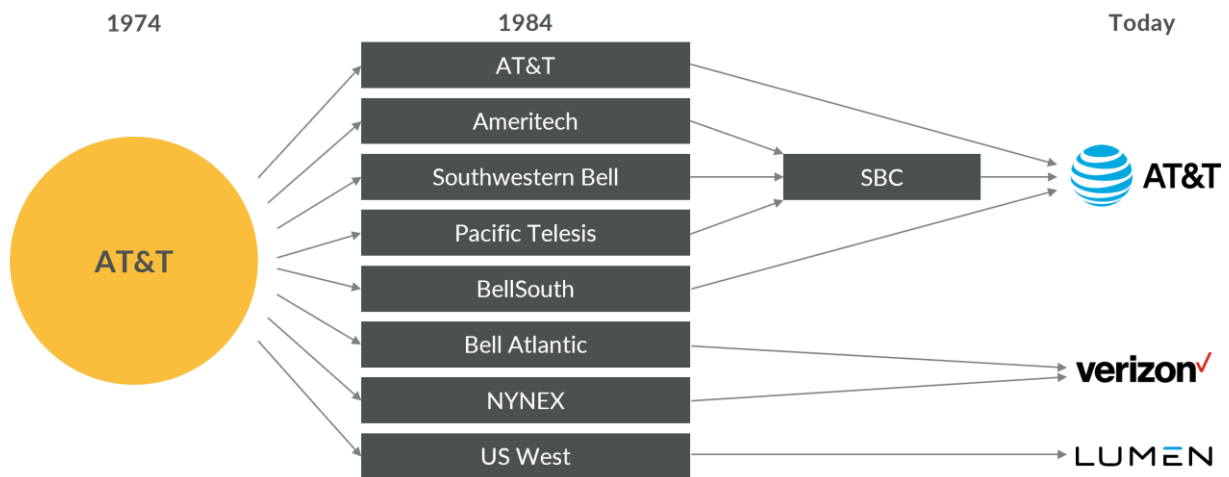 1974
1984
Today
AT&T
AT&T
Ameritech
Southwestern Bell
Pacific Telesis
BellSouth
Bell Atlantic
NYNEX
US West
SBC
AT&T
verizon
LUMEN